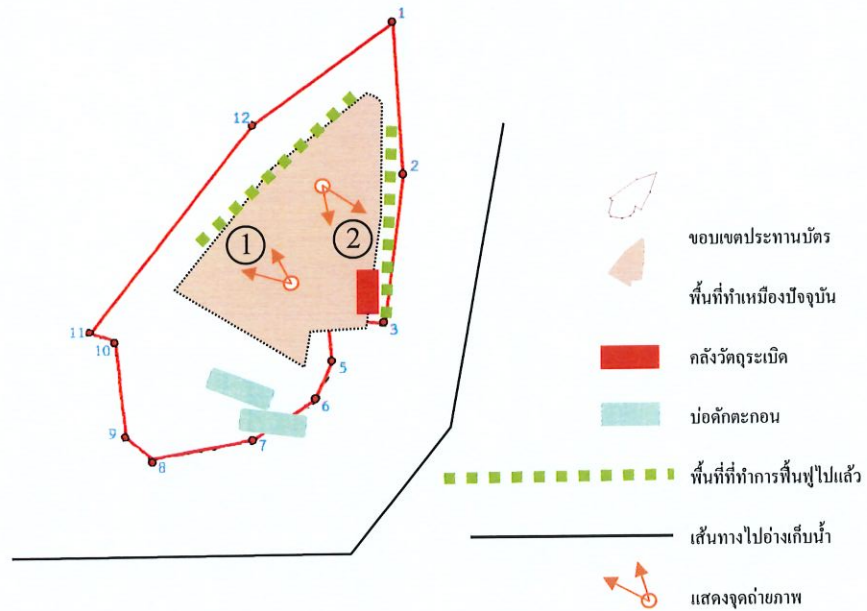 1
12
2
①
②
11
10
3
5
6
9
8
7
ขอบเขตประทานบัตร
พื้นที่ทำเหมืองปัจจุบัน
คลังวัตถุระเบิด
บ่อดักตะกอน
พื้นที่ที่ทำการฟื้นฟูไปแล้ว
เส้นทางไปอ่างเก็บน้ำ
แสดงจุดถ่ายภาพ